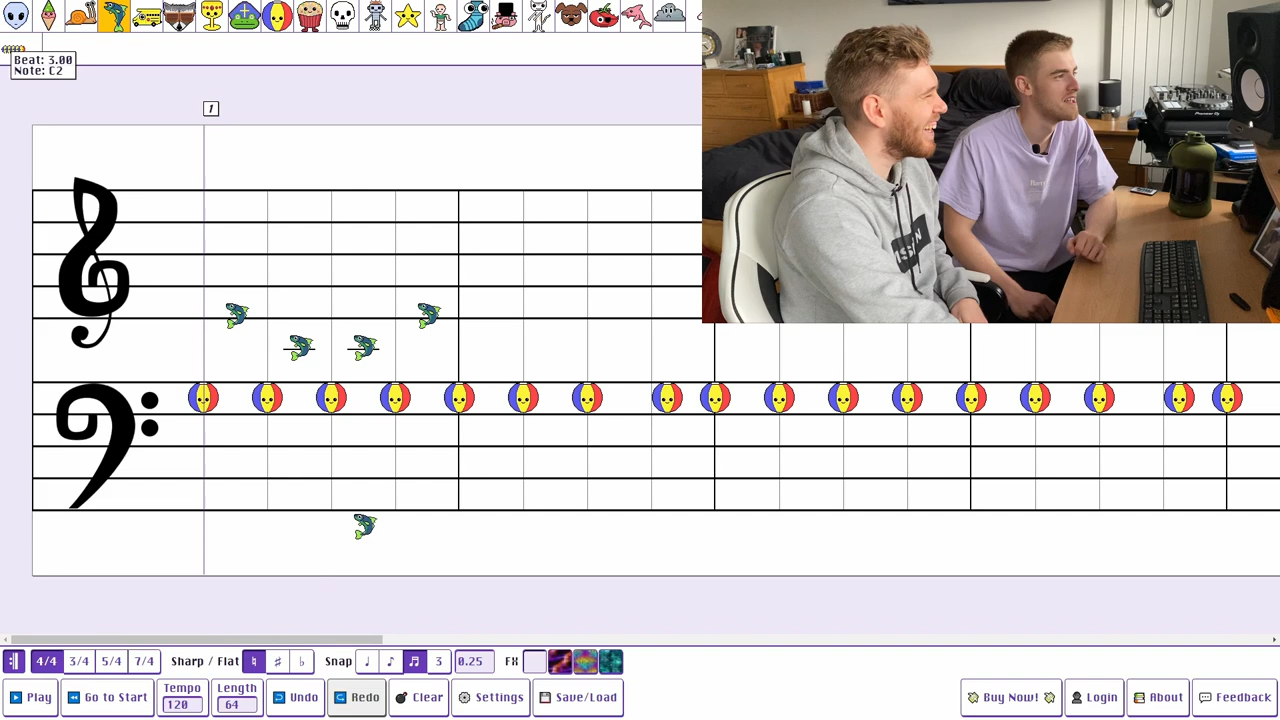 Beat: 3.00
Note: C2
1
4/4 3/4 5/4 7/4 Sharp / Flat ♮ ♯ ♭ Snap 3 0.25 FX
Play Go to Start Tempo 120 Length 64 Undo Redo Clear Settings Save/Load Buy Now! Login About Feedback